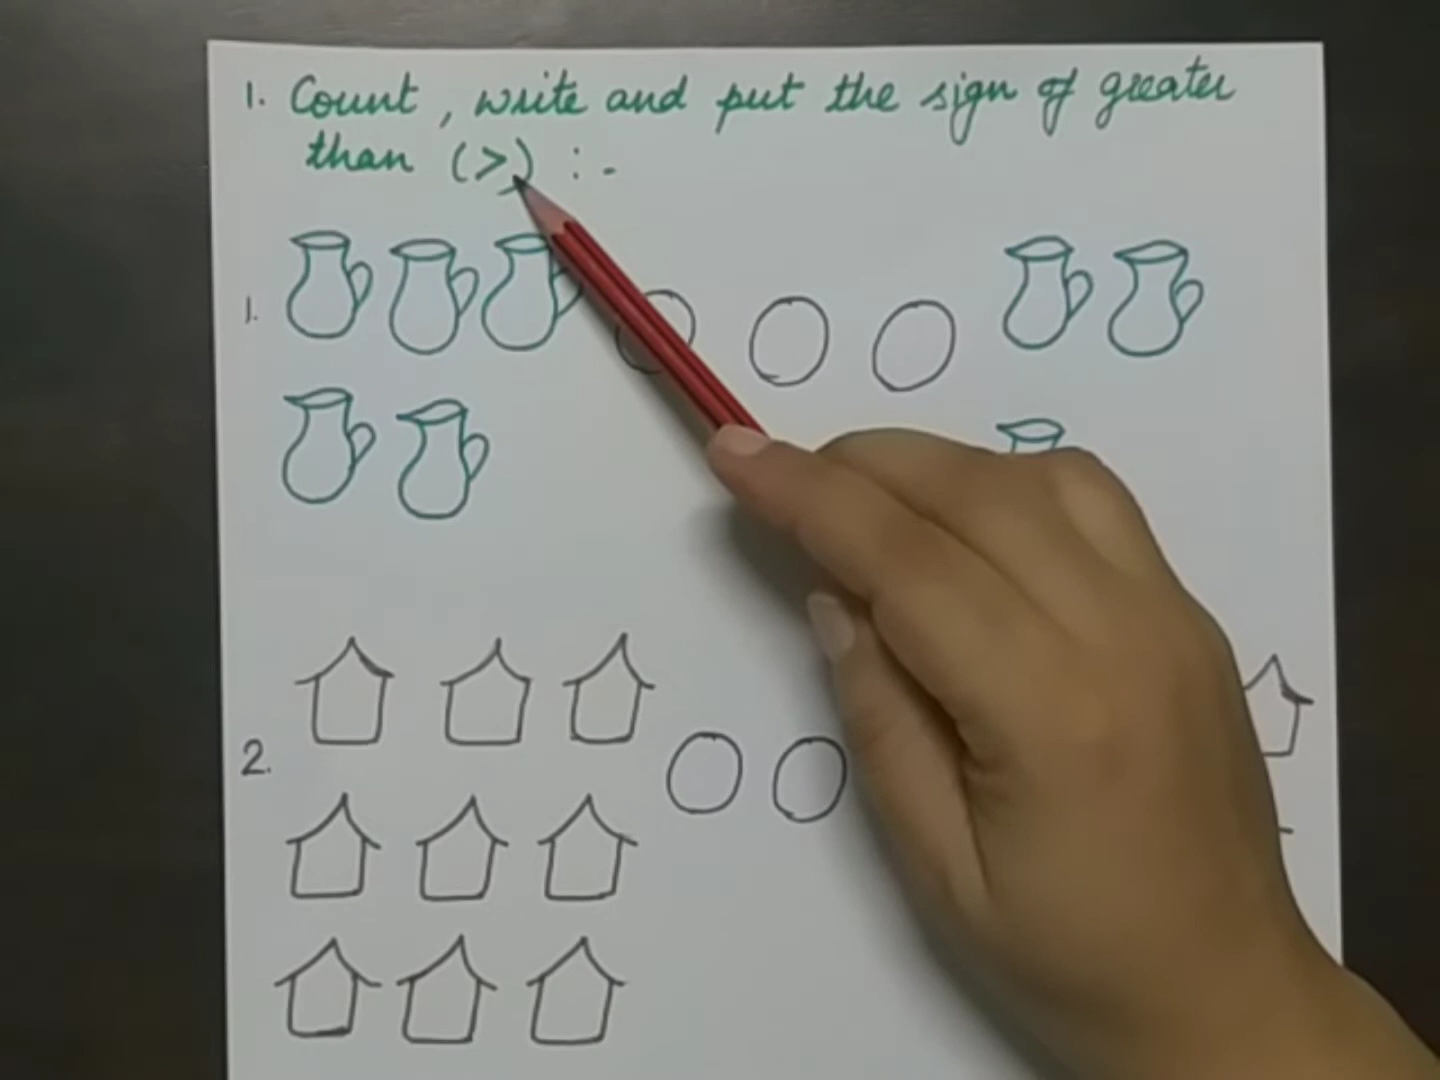 1. Count, write and put the sign of greater
than (>) :-
1.
2.